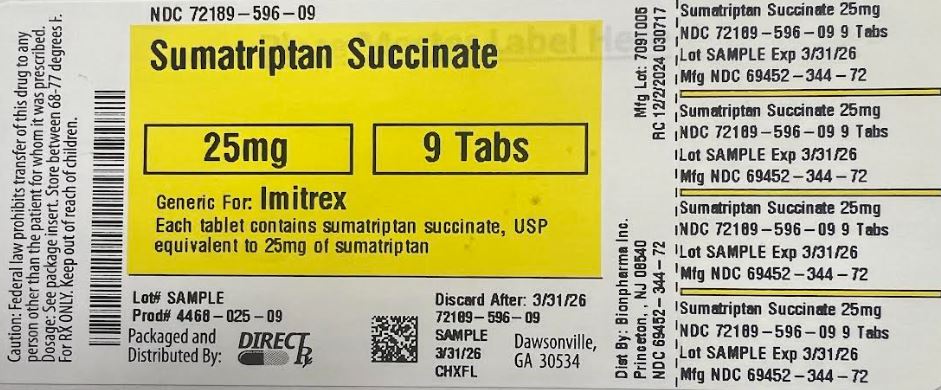 Caution: Federal law prohibits transfer of this drug to any
person other than the patient for whom it was prescribed.
Dosage: See package insert. Store between 68-77 degrees F.
For RX ONLY. Keep out of reach of children.
NDC 72189-596-09
Sumatriptan Succinate
25mg
9 Tabs
Generic For: Imitrex
Each tablet contains sumatriptan succinate, USP
equivalent to 25mg of sumatriptan
Lot# SAMPLE
Prod# 4468-025-09
Packaged and
Distributed By:
DIRECT Rx
Discard After: 3/31/26
72189-596-09
SAMPLE
3/31/26
CHXFL
Dawsonville,
GA 30534
Mfg Lot: 709T005
RC 12/2/2024 030717
Dist By: Bionpharma Inc.
Princeton, NJ 08540
NDC 69452-344-72
Sumatriptan Succinate 25mg
NDC 72189-596-09 9 Tabs
Lot SAMPLE Exp 3/31/26
Mfg NDC 69452-344-72
Sumatriptan Succinate 25mg
NDC 72189-596-09 9 Tabs
Lot SAMPLE Exp 3/31/26
Mfg NDC 69452-344-72
Sumatriptan Succinate 25mg
NDC 72189-596-09 9 Tabs
Lot SAMPLE Exp 3/31/26
Mfg NDC 69452-344-72
Sumatriptan Succinate 25mg
NDC 72189-596-09 9 Tabs
Lot SAMPLE Exp 3/31/26
Mfg NDC 69452-344-72